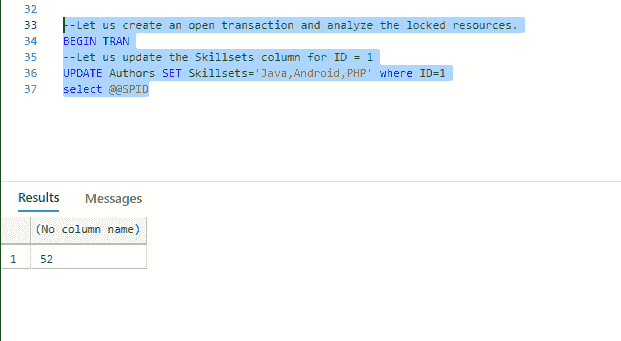 32
33 --Let us create an open transaction and analyze the locked resources.
34 BEGIN TRAN
35 --Let us update the Skillsets column for ID = 1
36 UPDATE Authors SET Skillsets='Java,Android,PHP' where ID=1
37 select @@SPID
Results Messages
(No column name)
1 52